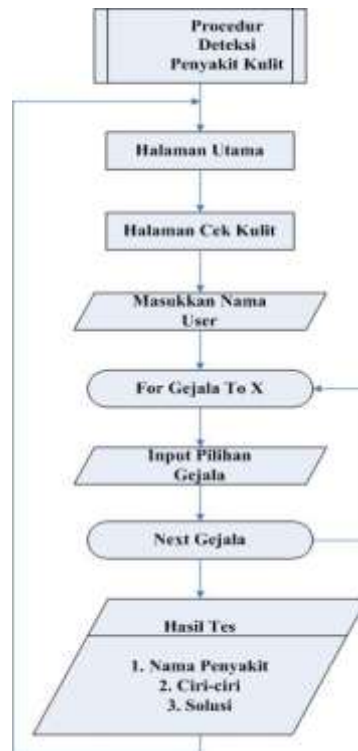 Procedur
Deteksi
Penyakit Kulit
Halaman Utama
Halaman Cek Kulit
Masukkan Nama
User
For Gejala To X
Input Pilihan
Gejala
Next Gejala
Hasil Tes
1. Nama Penyakit
2. Ciri-ciri
3. Solusi